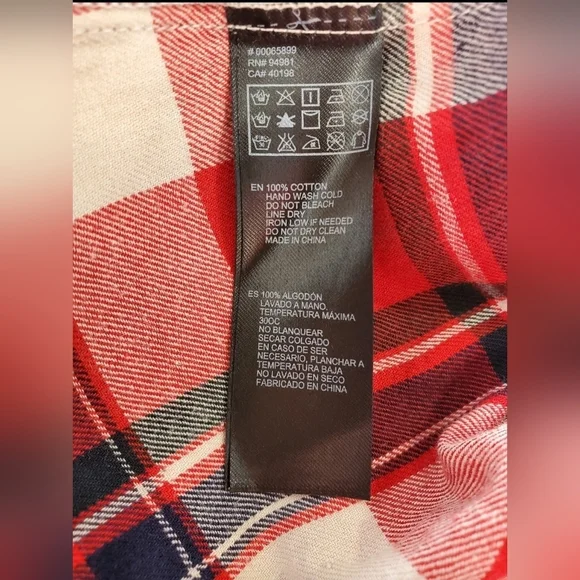 # 00065899
RN# 94981
CA# 40198
EN 100% COTTON
HAND WASH COLD
DO NOT BLEACH
LINE DRY
IRON LOW IF NEEDED
DO NOT DRY CLEAN
MADE IN CHINA
ES 100% ALGODÓN
LAVADO A MANO.
TEMPERATURA MÁXIMA
30OC
NO BLANQUEAR
SECAR COLGADO
EN CASO DE SER
NECESARIO, PLANCHAR A
TEMPERATURA BAJA
NO LAVADO EN SECO
FABRICADO EN CHINA